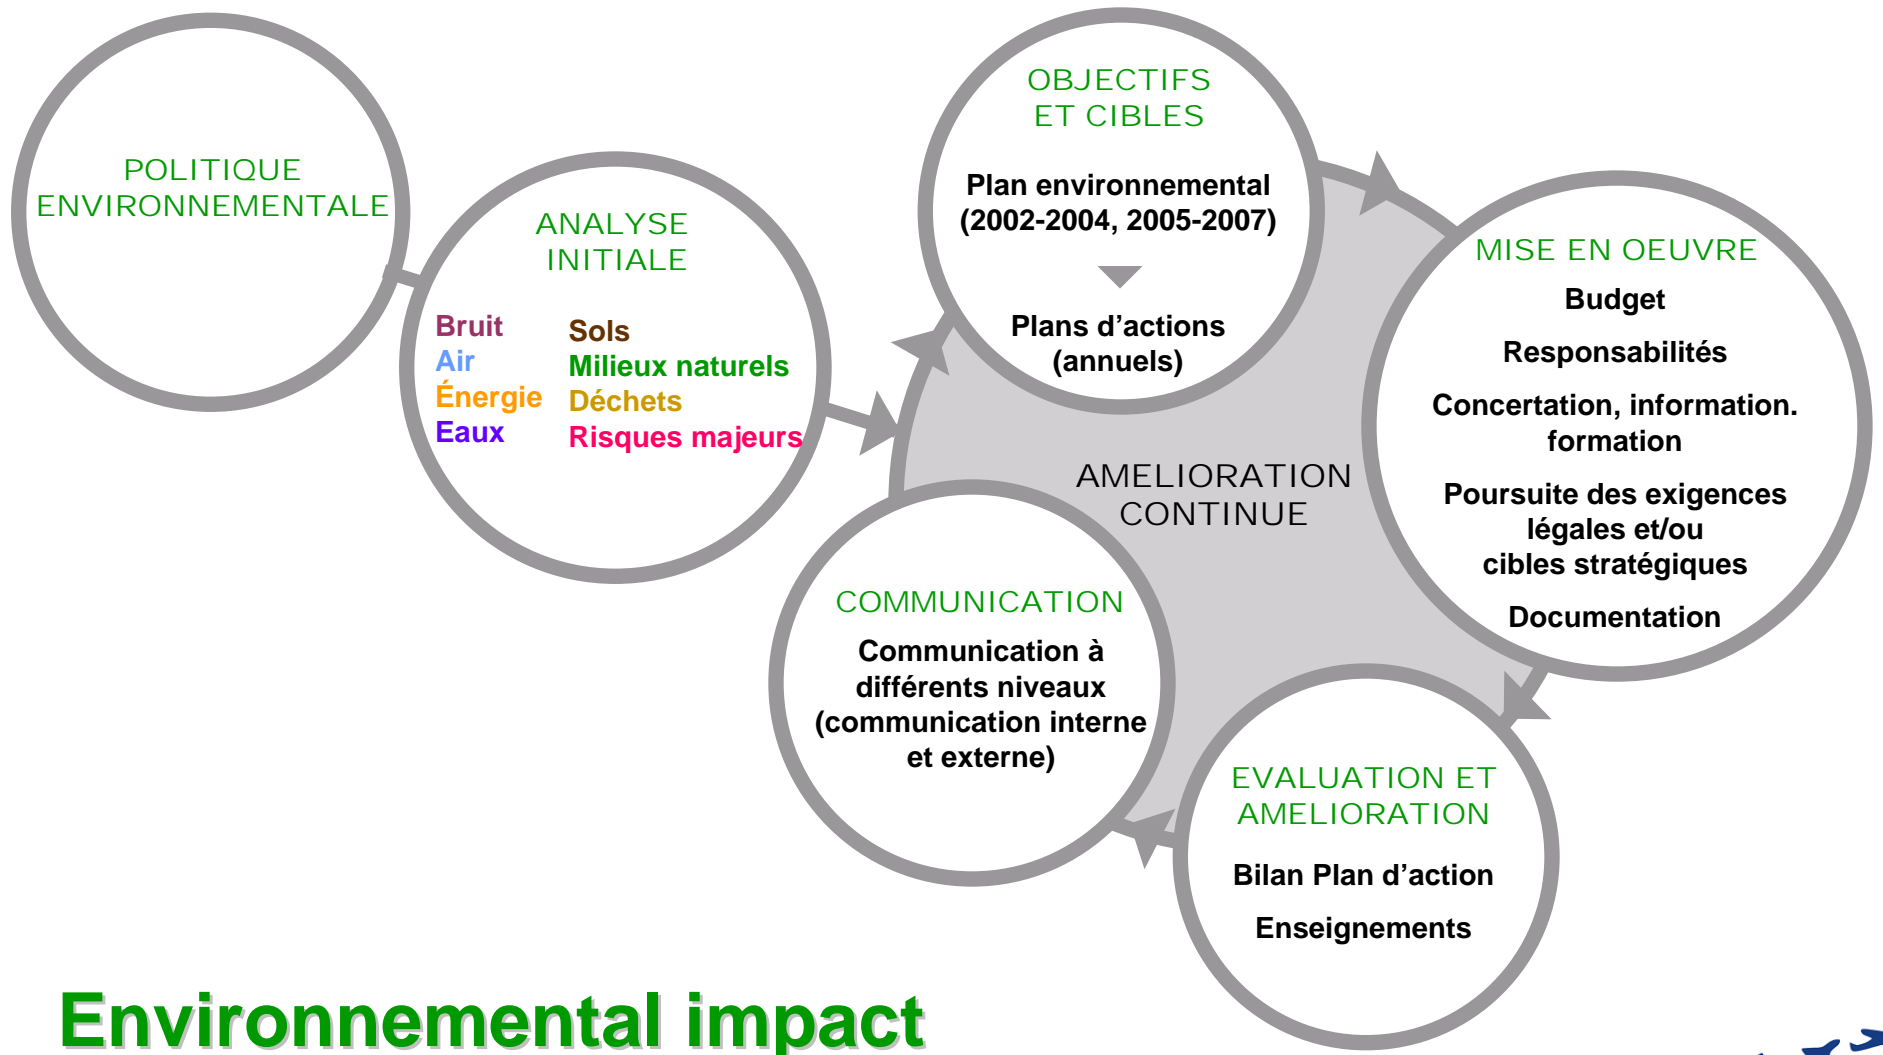 POLITIQUE
ENVIRONNEMENTALE
ANALYSE
INITIALE
Bruit
Air
Énergie
Eaux
Sols
Milieux naturels
Déchets
Risques majeurs
OBJECTIFS
ET CIBLES
Plan environnemental
(2002-2004, 2005-2007)
Plans d’actions
(annuels)
MISE EN OEUVRE
Budget
Responsabilités
Concertation, information.
formation
Poursuite des exigences
légales et/ou
cibles stratégiques
Documentation
AMELIORATION
CONTINUE
COMMUNICATION
Communication à
différents niveaux
(communication interne
et externe)
EVALUATION ET
AMELIORATION
Bilan Plan d’action
Enseignements
Environnemental impact